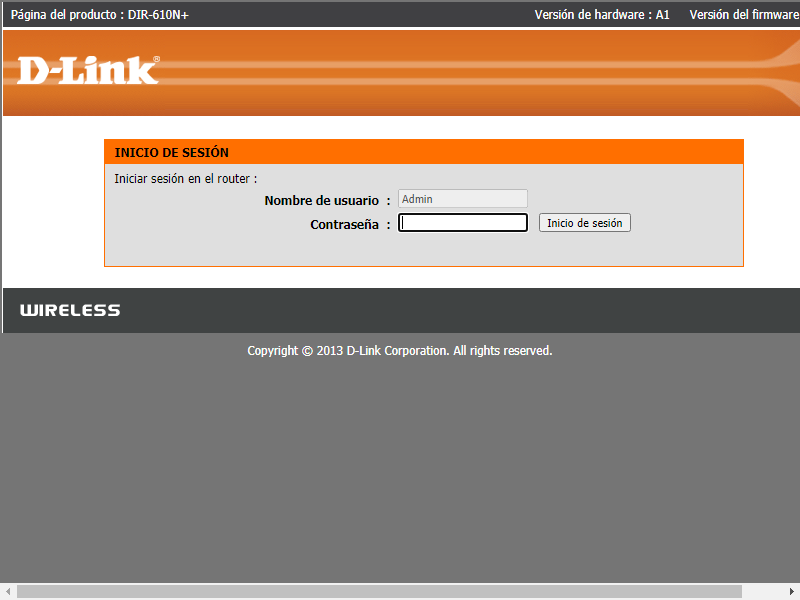 Página del producto : DIR-610N+ Versión de hardware : A1 Versión del firmware
D-Link®
INICIO DE SESIÓN
Iniciar sesión en el router :
Nombre de usuario : Admin
Contraseña : Inicio de sesión
WIRELESS
Copyright © 2013 D-Link Corporation. All rights reserved.